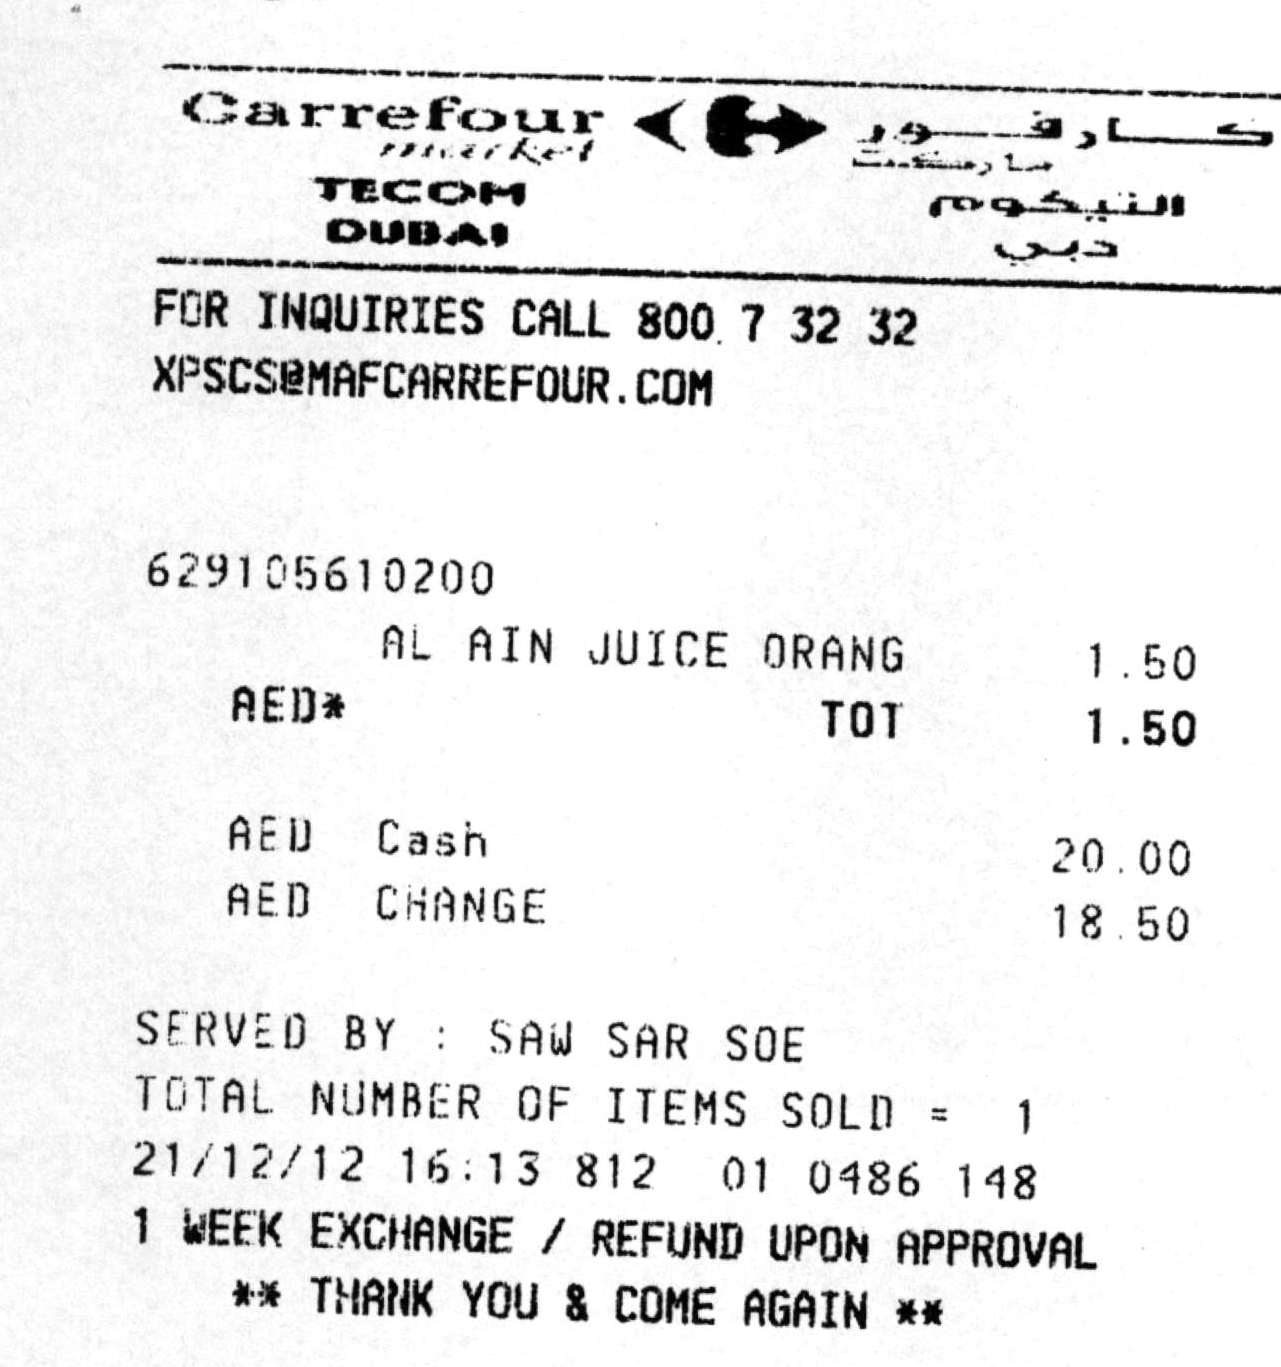 Carrefour كارفور
market ماركت
TECOM التيكوم
DUBAI دبي
FOR INQUIRIES CALL 800 7 32 32
XPSCS@MAFCARREFOUR.COM
629105610200
AL AIN JUICE ORANG 1.50
AED* TOT 1.50
AED Cash 20.00
AED CHANGE 18.50
SERVED BY : SAW SAR SOE
TOTAL NUMBER OF ITEMS SOLD = 1
21/12/12 16:13 812 01 0486 148
1 WEEK EXCHANGE / REFUND UPON APPROVAL
** THANK YOU & COME AGAIN **